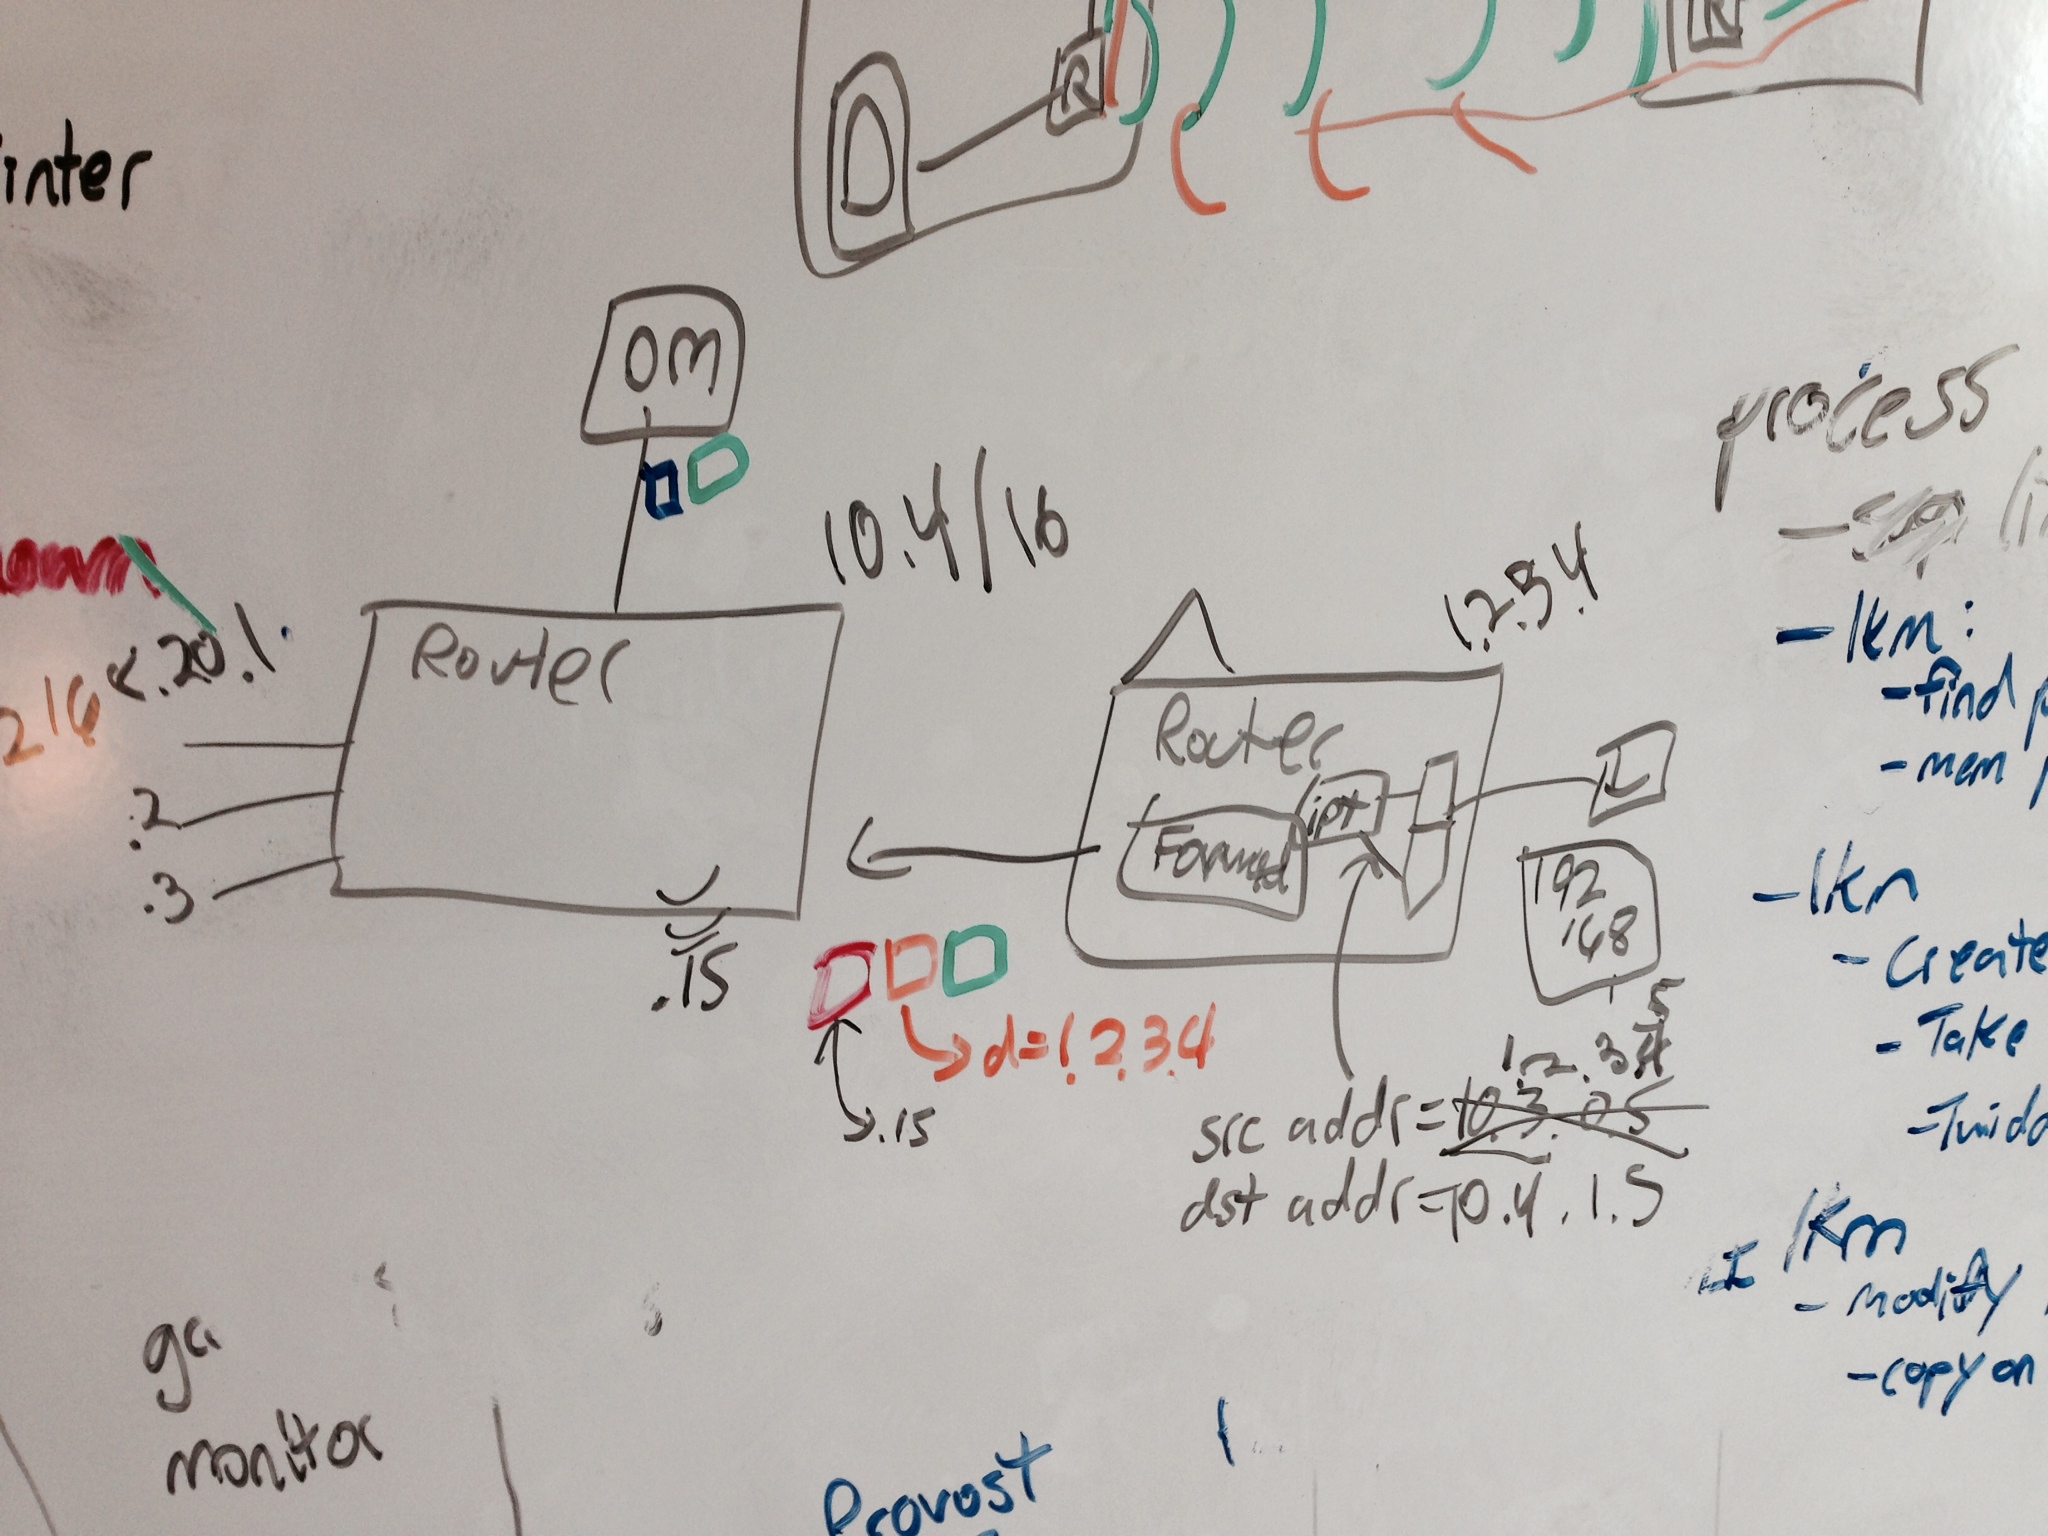 inter
R
OM
10.4/16
Router
.20.1.
216
.2
.3
.15
1.2.3.4
Router
ipt
Forward
L
192
168
d=1.2.3.4
.15
5
1.2.3.4
src addr=10.3.0.5
dst addr=10.4.1.5
process
- lkm:
- find p
- mem p
- lkm
- Create
- Take
- Twidd
lkm
- modify
- copy on
ga
monitor
Provost